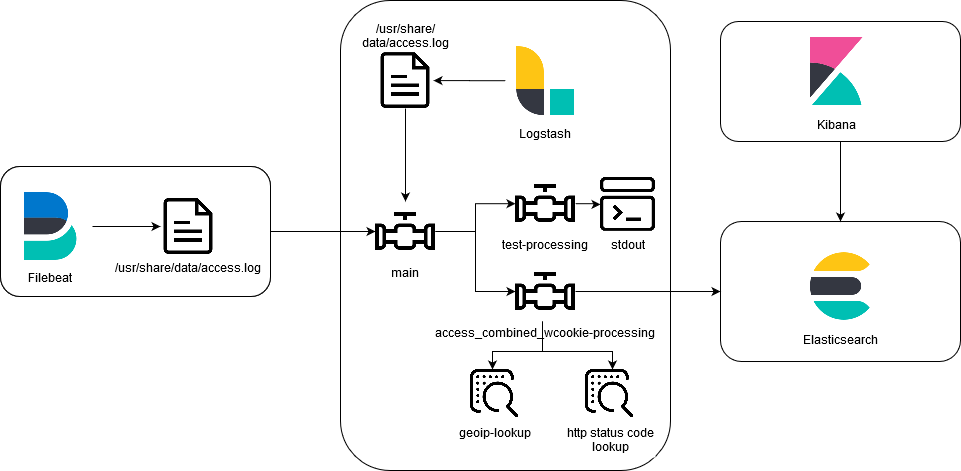 /usr/share/
data/access.log
Logstash
Kibana
Filebeat
/usr/share/data/access.log
main
test-processing
stdout
access_combined_wcookie-processing
Elasticsearch
geoip-lookup
http status code
lookup